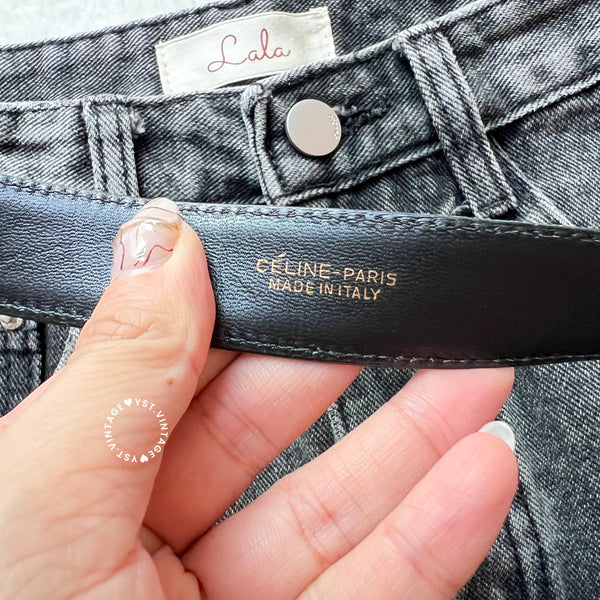 Lala
CÉLINE-PARIS
MADE IN ITALY
YST.VINTAGE♥YST.VINTAGE♥